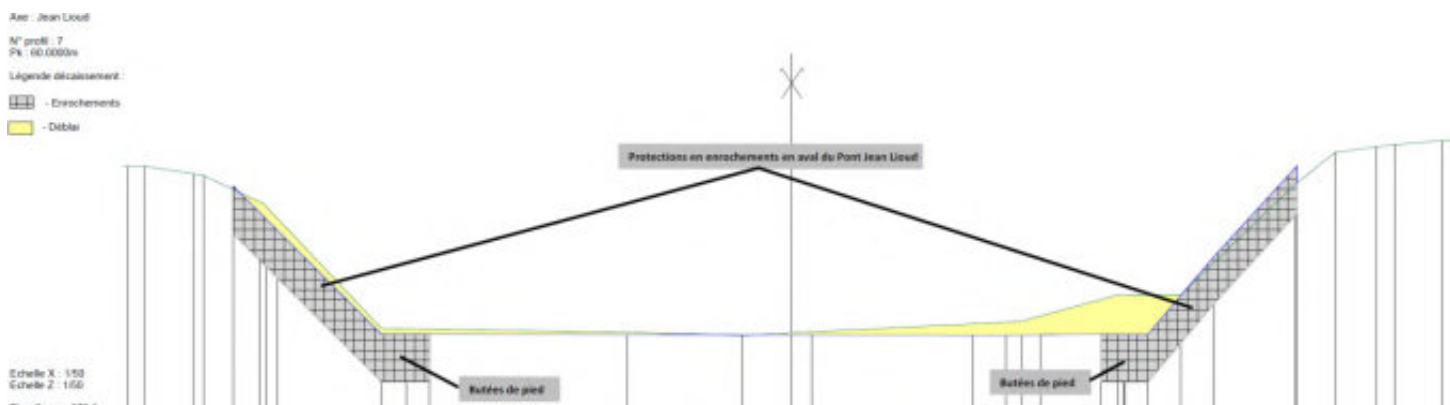 Axe : Jean Lioud
N° profil : 7
Pk : 60.0000m
Légende décaissement :
- Enrochements
- Déblai
Protections en enrochements en aval du Pont Jean Lioud
Butées de pied
Butées de pied
Echelle X : 1/50
Echelle Z : 1/50